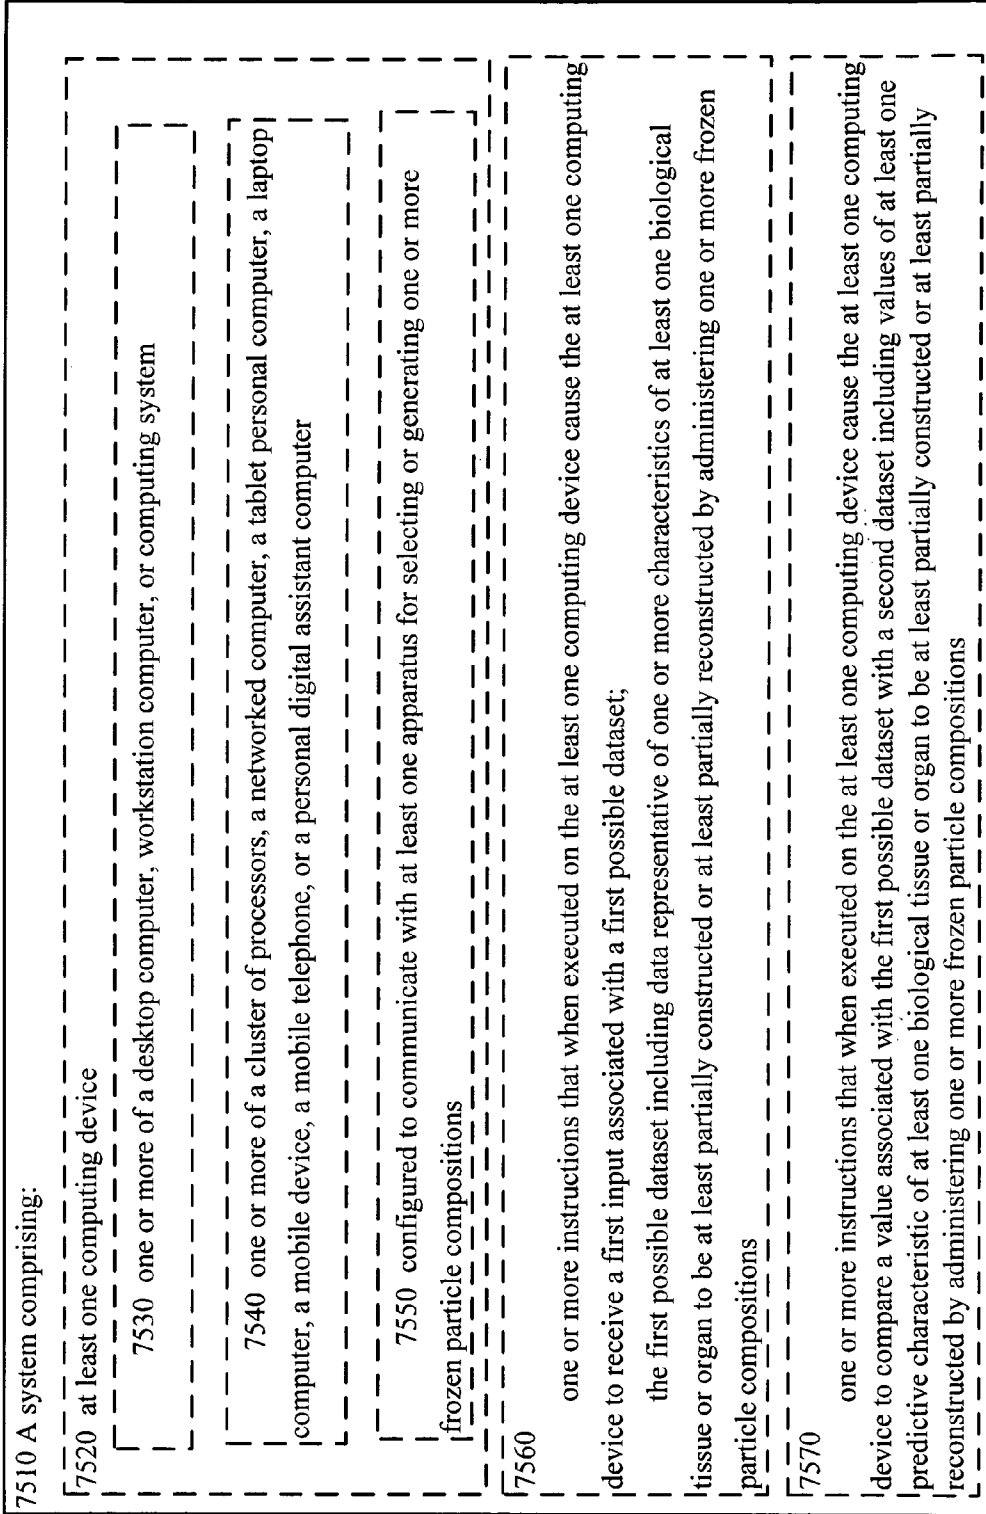 7510 A system comprising:
7520 at least one computing device
7530 one or more of a desktop computer, workstation computer, or computing system
7540 one or more of a cluster of processors, a networked computer, a tablet personal computer, a laptop
computer, a mobile device, a mobile telephone, or a personal digital assistant computer
7550 configured to communicate with at least one apparatus for selecting or generating one or more
frozen particle compositions
7560
one or more instructions that when executed on the at least one computing device cause the at least one computing
device to receive a first input associated with a first possible dataset;
the first possible dataset including data representative of one or more characteristics of at least one biological
tissue or organ to be at least partially constructed or at least partially reconstructed by administering one or more frozen
particle compositions
7570
one or more instructions that when executed on the at least one computing device cause the at least one computing
device to compare a value associated with the first possible dataset with a second dataset including values of at least one
predictive characteristic of at least one biological tissue or organ to be at least partially constructed or at least partially
reconstructed by administering one or more frozen particle compositions